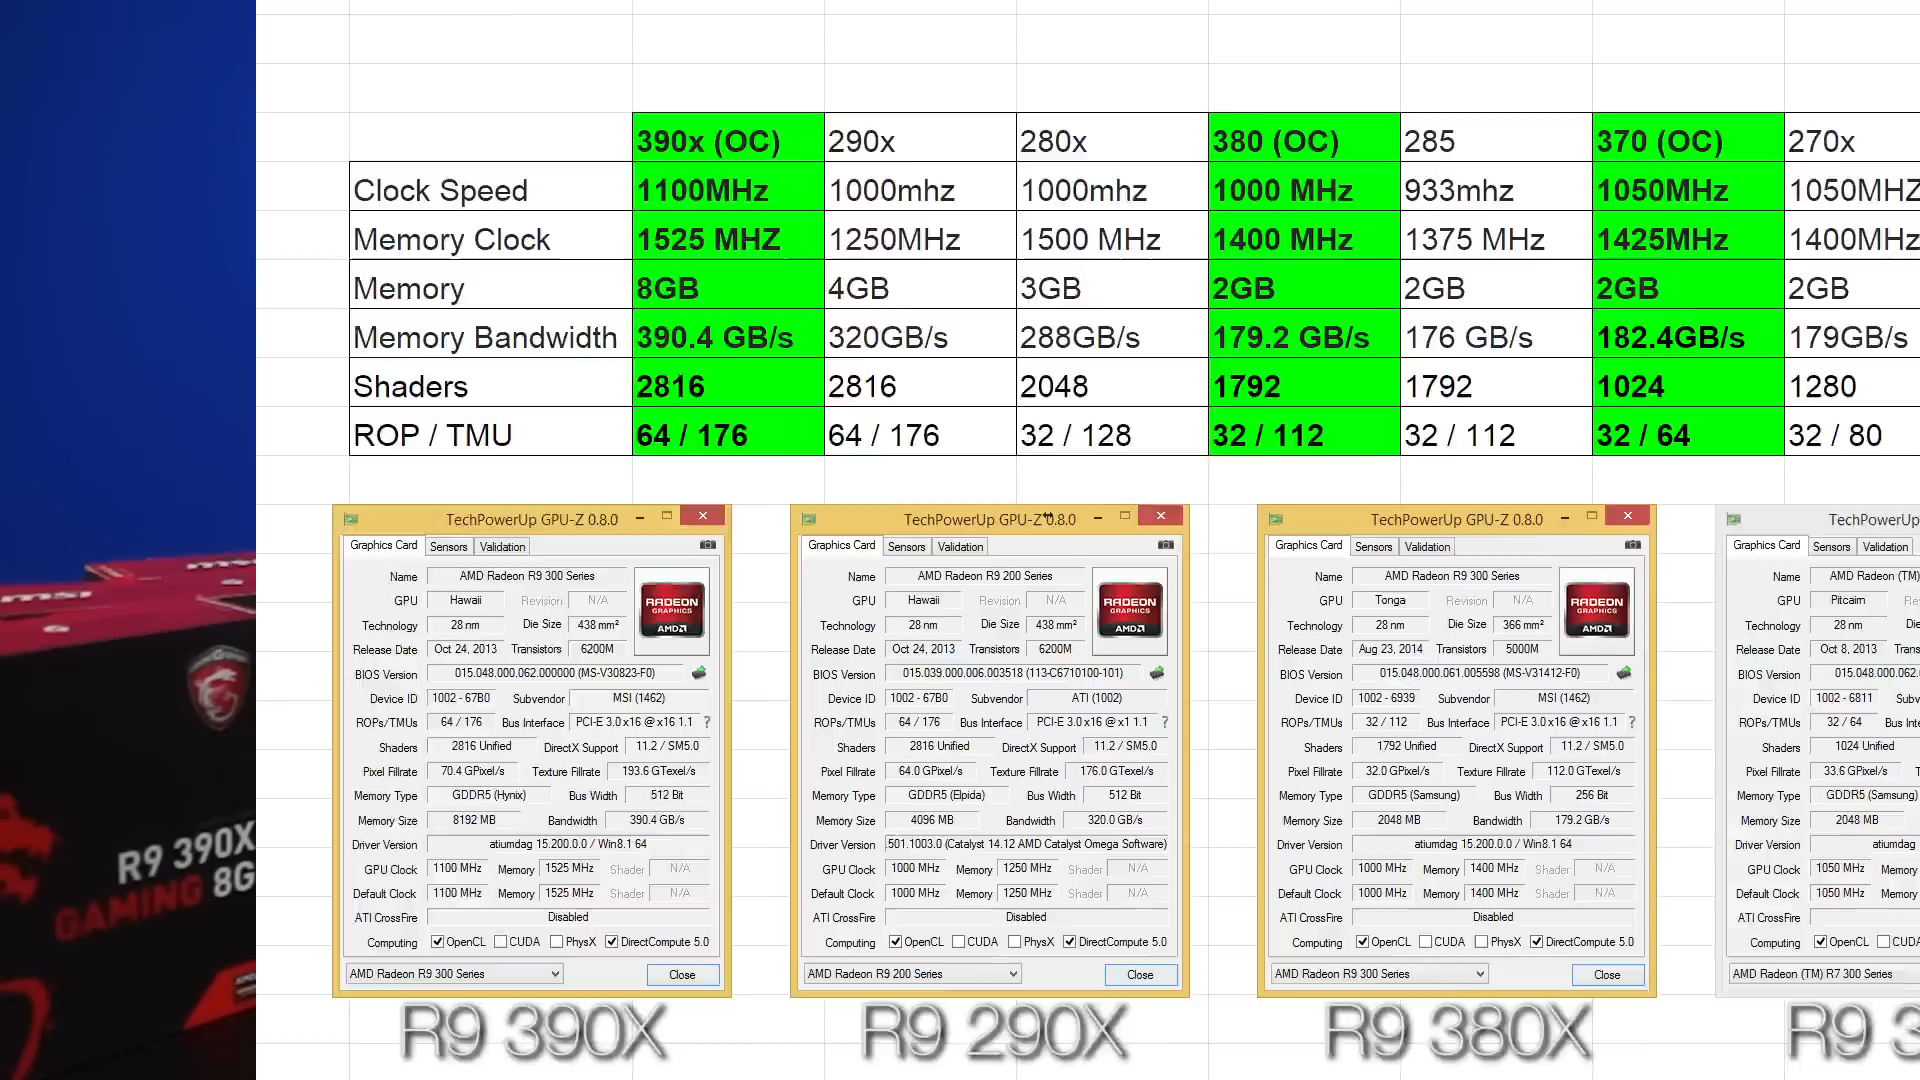 390x (OC) 290x 280x 380 (OC) 285 370 (OC) 270x
Clock Speed 1100MHz 1000mhz 1000mhz 1000 MHz 933mhz 1050MHz 1050MHZ
Memory Clock 1525 MHZ 1250MHz 1500 MHz 1400 MHz 1375 MHz 1425MHz 1400MHz
Memory 8GB 4GB 3GB 2GB 2GB 2GB 2GB
Memory Bandwidth 390.4 GB/s 320GB/s 288GB/s 179.2 GB/s 176 GB/s 182.4GB/s 179GB/s
Shaders 2816 2816 2048 1792 1792 1024 1280
ROP / TMU 64 / 176 64 / 176 32 / 128 32 / 112 32 / 112 32 / 64 32 / 80
msi
R9 390X
GAMING 8G
TechPowerUp GPU-Z 0.8.0
Graphics Card Sensors Validation
Name AMD Radeon R9 300 Series
RADEON
GRAPHICS
AMD
GPU Hawaii Revision N/A
Technology 28 nm Die Size 438 mm²
Release Date Oct 24, 2013 Transistors 6200M
BIOS Version 015.048.000.062.000000 (MS-V30823-F0)
Device ID 1002 - 67B0 Subvendor MSI (1462)
ROPs/TMUs 64 / 176 Bus Interface PCI-E 3.0 x16 @ x16 1.1 ?
Shaders 2816 Unified DirectX Support 11.2 / SM5.0
Pixel Fillrate 70.4 GPixel/s Texture Fillrate 193.6 GTexel/s
Memory Type GDDR5 (Hynix) Bus Width 512 Bit
Memory Size 8192 MB Bandwidth 390.4 GB/s
Driver Version atiumdag 15.200.0.0 / Win8.1 64
GPU Clock 1100 MHz Memory 1525 MHz Shader N/A
Default Clock 1100 MHz Memory 1525 MHz Shader N/A
ATI CrossFire Disabled
Computing OpenCL CUDA PhysX DirectCompute 5.0
AMD Radeon R9 300 Series Close
R9 390X
TechPowerUp GPU-Z 0.8.0
Graphics Card Sensors Validation
Name AMD Radeon R9 200 Series
RADEON
GRAPHICS
AMD
GPU Hawaii Revision N/A
Technology 28 nm Die Size 438 mm²
Release Date Oct 24, 2013 Transistors 6200M
BIOS Version 015.039.000.006.003518 (113-C6710100-101)
Device ID 1002 - 67B0 Subvendor ATI (1002)
ROPs/TMUs 64 / 176 Bus Interface PCI-E 3.0 x16 @ x1 1.1 ?
Shaders 2816 Unified DirectX Support 11.2 / SM5.0
Pixel Fillrate 64.0 GPixel/s Texture Fillrate 176.0 GTexel/s
Memory Type GDDR5 (Elpida) Bus Width 512 Bit
Memory Size 4096 MB Bandwidth 320.0 GB/s
Driver Version .501.1003.0 (Catalyst 14.12 AMD Catalyst Omega Software)
GPU Clock 1000 MHz Memory 1250 MHz Shader N/A
Default Clock 1000 MHz Memory 1250 MHz Shader N/A
ATI CrossFire Disabled
Computing OpenCL CUDA PhysX DirectCompute 5.0
AMD Radeon R9 200 Series Close
R9 290X
TechPowerUp GPU-Z 0.8.0
Graphics Card Sensors Validation
Name AMD Radeon R9 300 Series
RADEON
GRAPHICS
AMD
GPU Tonga Revision N/A
Technology 28 nm Die Size 366 mm²
Release Date Aug 23, 2014 Transistors 5000M
BIOS Version 015.048.000.061.005598 (MS-V31412-F0)
Device ID 1002 - 6939 Subvendor MSI (1462)
ROPs/TMUs 32 / 112 Bus Interface PCI-E 3.0 x16 @ x16 1.1 ?
Shaders 1792 Unified DirectX Support 11.2 / SM5.0
Pixel Fillrate 32.0 GPixel/s Texture Fillrate 112.0 GTexel/s
Memory Type GDDR5 (Samsung) Bus Width 256 Bit
Memory Size 2048 MB Bandwidth 179.2 GB/s
Driver Version atiumdag 15.200.0.0 / Win8.1 64
GPU Clock 1000 MHz Memory 1400 MHz Shader N/A
Default Clock 1000 MHz Memory 1400 MHz Shader N/A
ATI CrossFire Disabled
Computing OpenCL CUDA PhysX DirectCompute 5.0
AMD Radeon R9 300 Series Close
R9 380X
TechPowerUp
Graphics Card Sensors Validation
Name AMD Radeon (TM)
GPU Pitcairn Re
Technology 28 nm Die
Release Date Oct 8, 2013 Trans
BIOS Version 015.048.000.062.
Device ID 1002 - 6811 Sub
ROPs/TMUs 32 / 64 Bus Inte
Shaders 1024 Unified
Pixel Fillrate 33.6 GPixel/s T
Memory Type GDDR5 (Samsung)
Memory Size 2048 MB
Driver Version atiumdag
GPU Clock 1050 MHz Memory
Default Clock 1050 MHz Memory
ATI CrossFire
Computing OpenCL CUDA
AMD Radeon (TM) R7 300 Series
R9 3